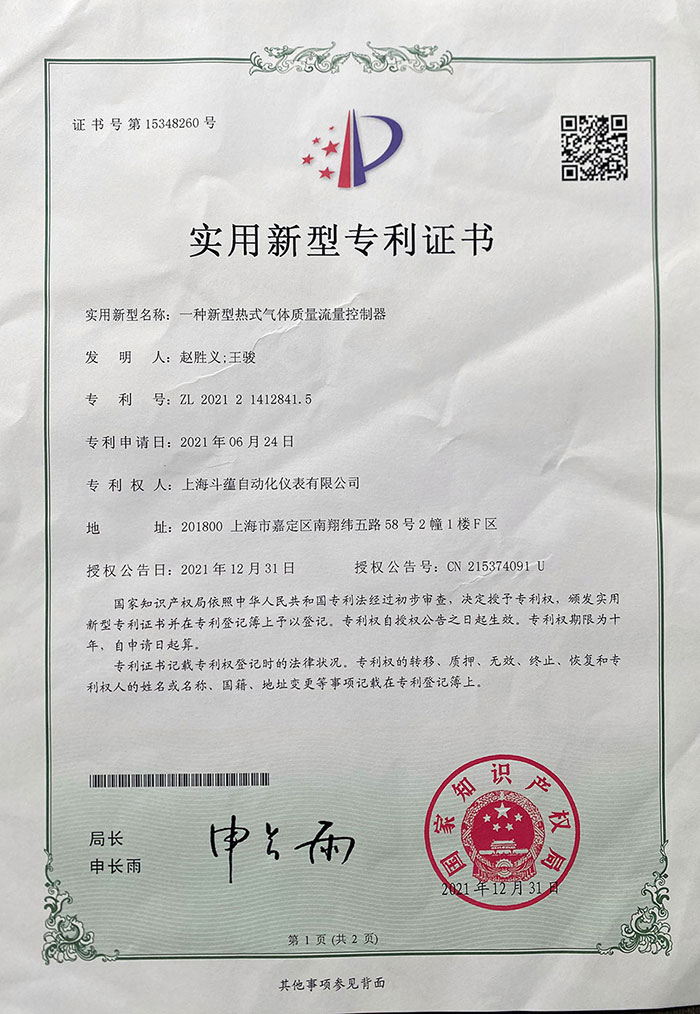 证书号第15348260号
实用新型专利证书
实用新型名称：一种新型热式气体质量流量控制器
发明人：赵胜义;王骏
专利号：ZL 2021 2 1412841.5
专利申请日：2021年06月24日
专利权人：上海斗蕴自动化仪表有限公司
地址：201800 上海市嘉定区南翔纬五路58号2幢1楼F区
授权公告日：2021年12月31日 授权公告号：CN 215374091 U
国家知识产权局依照中华人民共和国专利法经过初步审查，决定授予专利权，颁发实用
新型专利证书并在专利登记簿上予以登记。专利权自授权公告之日起生效。专利权期限为十
年，自申请日起算。
专利证书记载专利权登记时的法律状况。专利权的转移、质押、无效、终止、恢复和专
利权人的姓名或名称、国籍、地址变更等事项记载在专利登记簿上。
局长
申长雨
申长雨
国家知识产权局
2021年12月31日
第1页(共2页)
其他事项参见背面